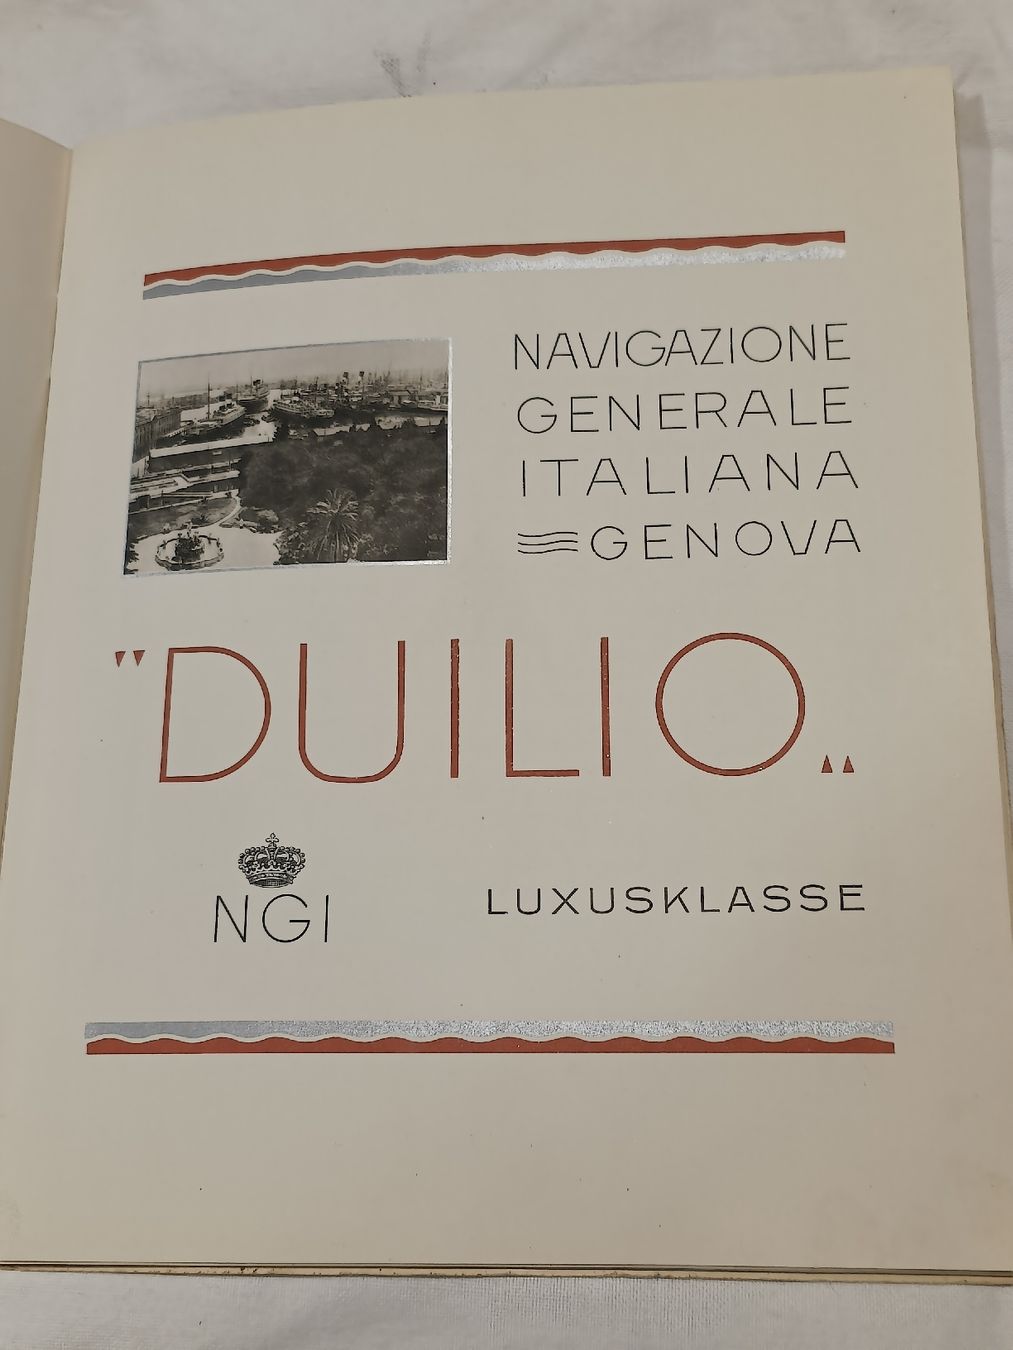 NAVIGAZIONE
GENERALE
ITALIANA
GENOVA
"DUILIO„
NGI
LUXUSKLASSE